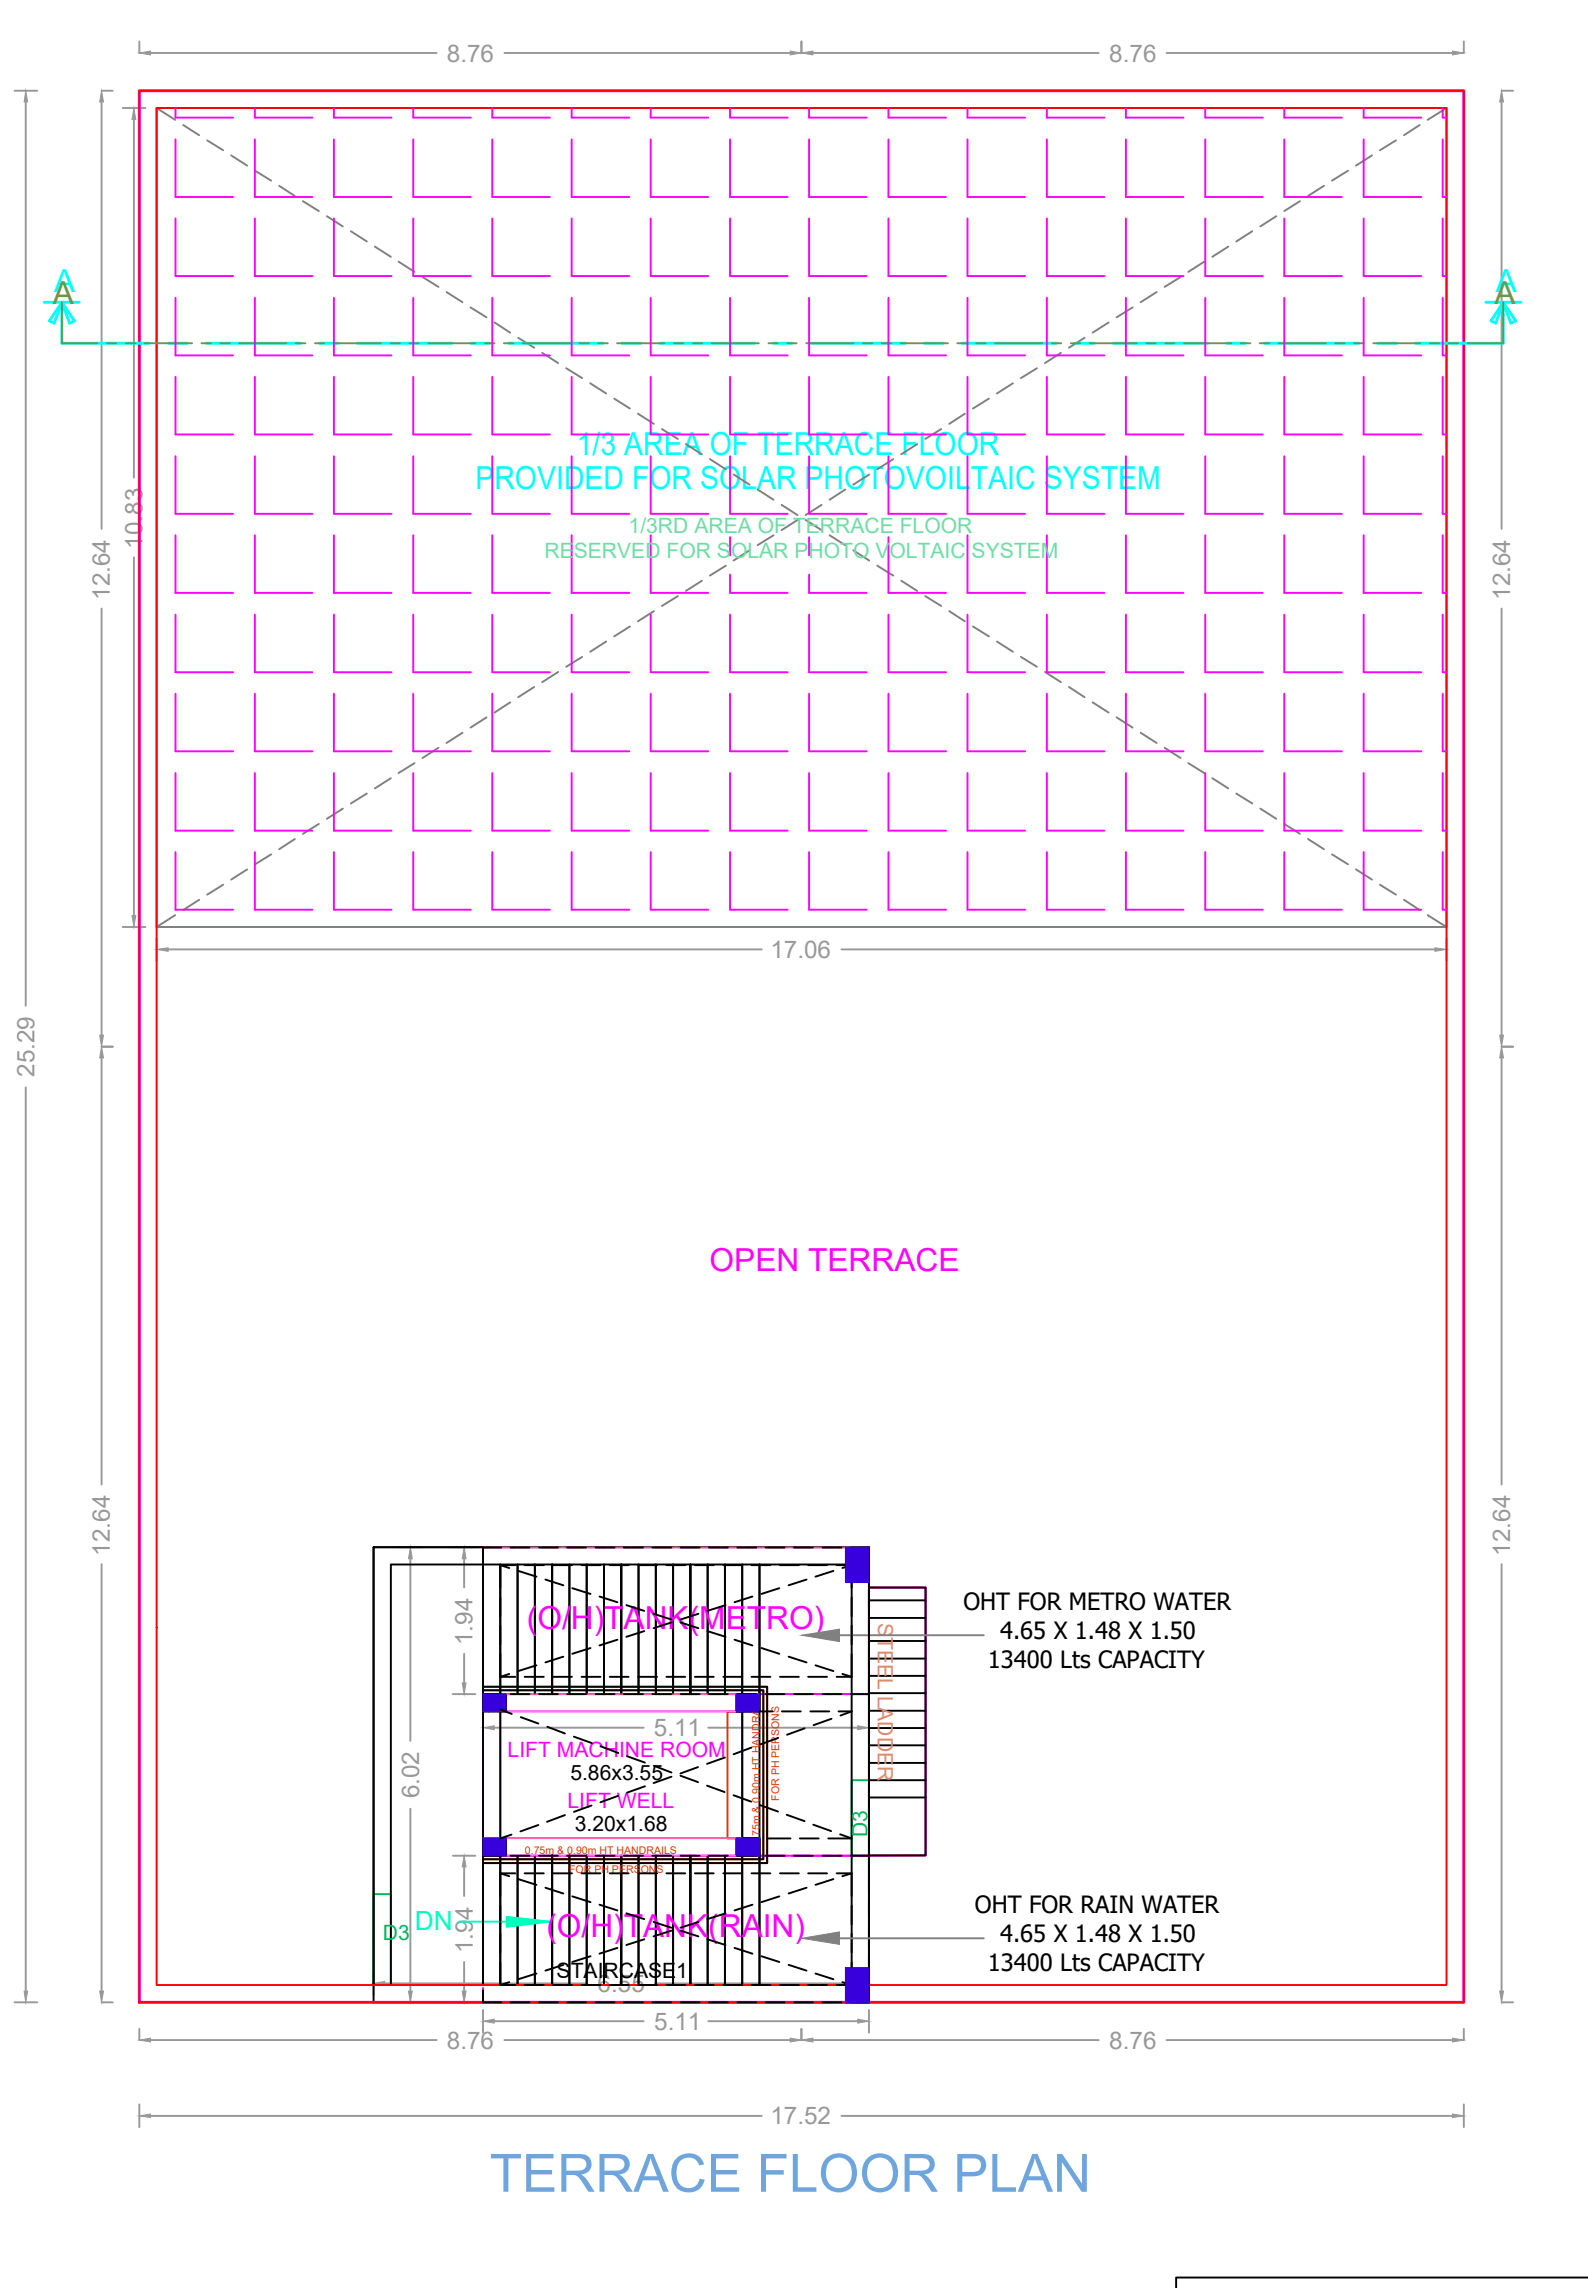 8.76
8.76
A
A
A
A
1/3 AREA OF TERRACE FLOOR
PROVIDED FOR SOLAR PHOTOVOILTAIC SYSTEM
1/3RD AREA OF TERRACE FLOOR
RESERVED FOR SOLAR PHOTO VOLTAIC SYSTEM
10.83
12.64
12.64
17.06
25.29
OPEN TERRACE
12.64
12.64
(O/H)TANK(METRO)
1.94
OHT FOR METRO WATER
4.65 X 1.48 X 1.50
13400 Lts CAPACITY
STEEL LADDER
5.11
LIFT MACHINE ROOM
5.86x3.55
LIFT WELL
3.20x1.68
6.02
0.90m HT
FOR PH PERSONS
D3
0.75m & 0.90m HT HANDRAILS
FOR PH PERSONS
DN
D3
1.94
(O/H)TANK(RAIN)
OHT FOR RAIN WATER
4.65 X 1.48 X 1.50
13400 Lts CAPACITY
STAIRCASE1
5.11
8.76
8.76
17.52
TERRACE FLOOR PLAN